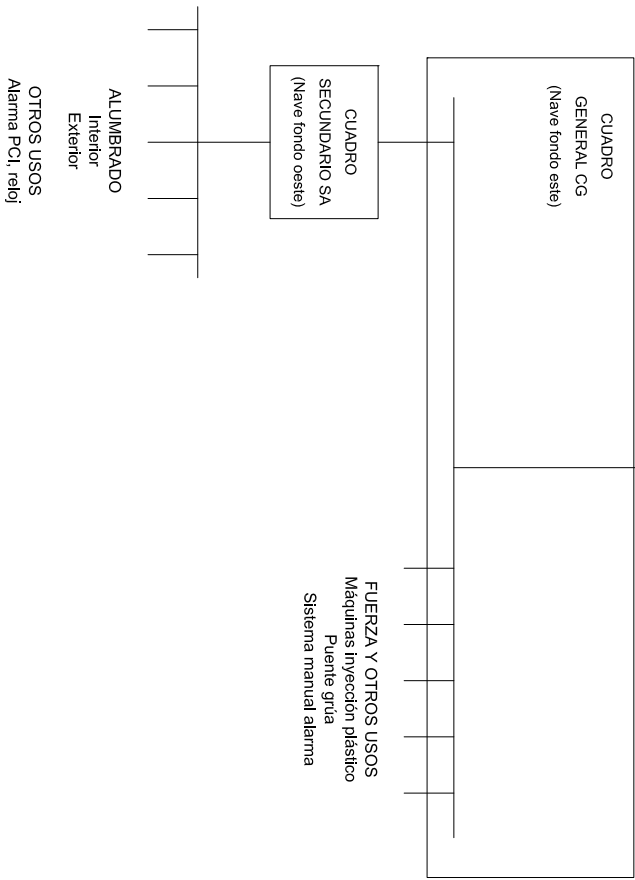 CUADRO
GENERAL CG
(Nave fondo este)
CUADRO
SECUNDARIO SA
(Nave fondo oeste)
FUERZA Y OTROS USOS
Máquinas inyección plástico
Puente grúa
Sistema manual alarma
ALUMBRADO
Interior
Exterior
OTROS USOS
Alarma PCI, reloj